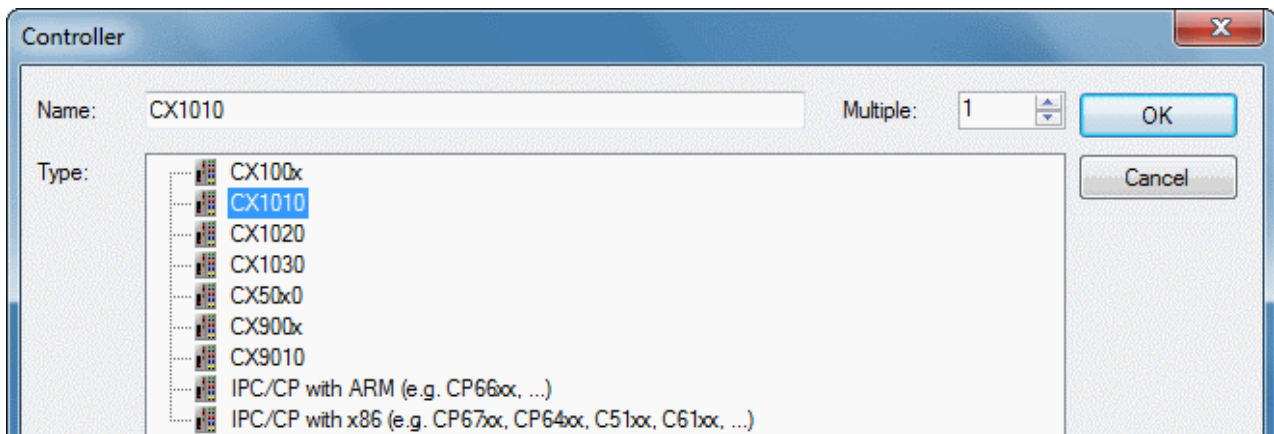 Controller
Name: CX1010 Multiple: 1 OK
Type: CX100x Cancel
CX1010
CX1020
CX1030
CX50x0
CX900x
CX9010
IPC/CP with ARM (e.g. CP66xx, ...)
IPC/CP with x86 (e.g. CP67xx, CP64xx, C51xx, C61xx, ...)